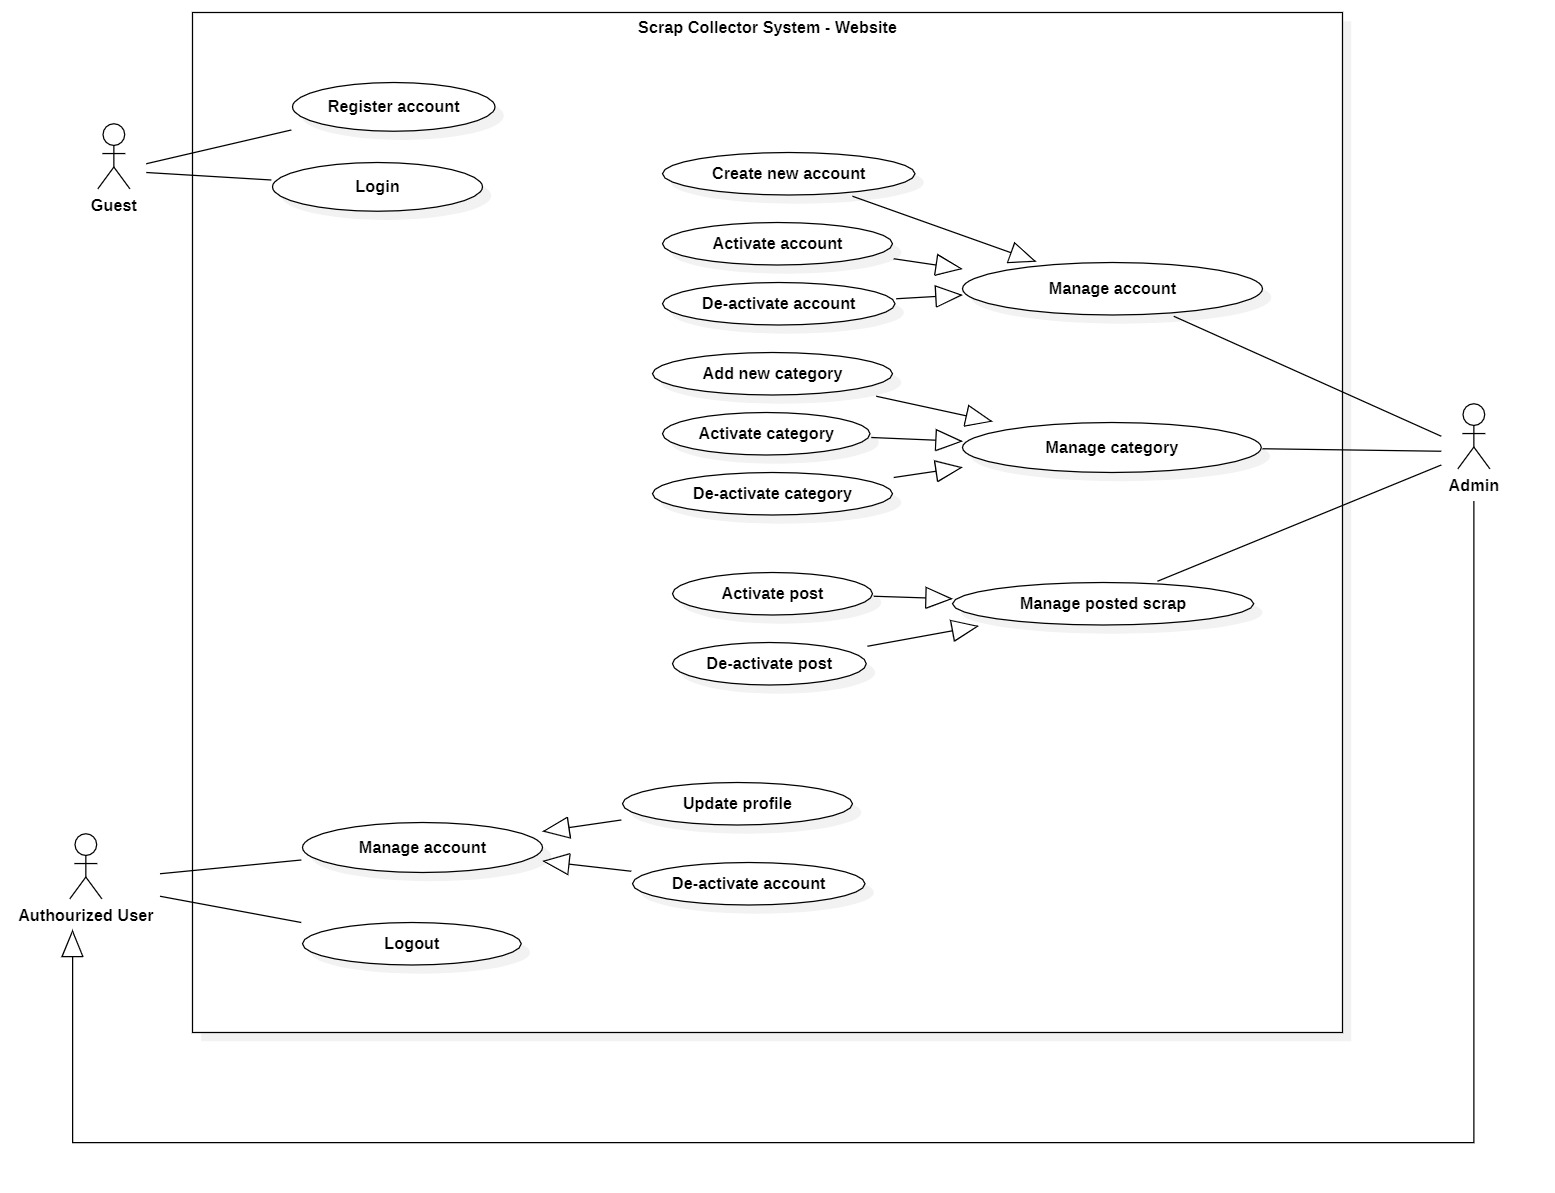 Scrap Collector System - Website
Register account
Login
Guest
Create new account
Activate account
De-activate account
Manage account
Add new category
Activate category
De-activate category
Manage category
Admin
Activate post
De-activate post
Manage posted scrap
Update profile
Manage account
De-activate account
Authourized User
Logout